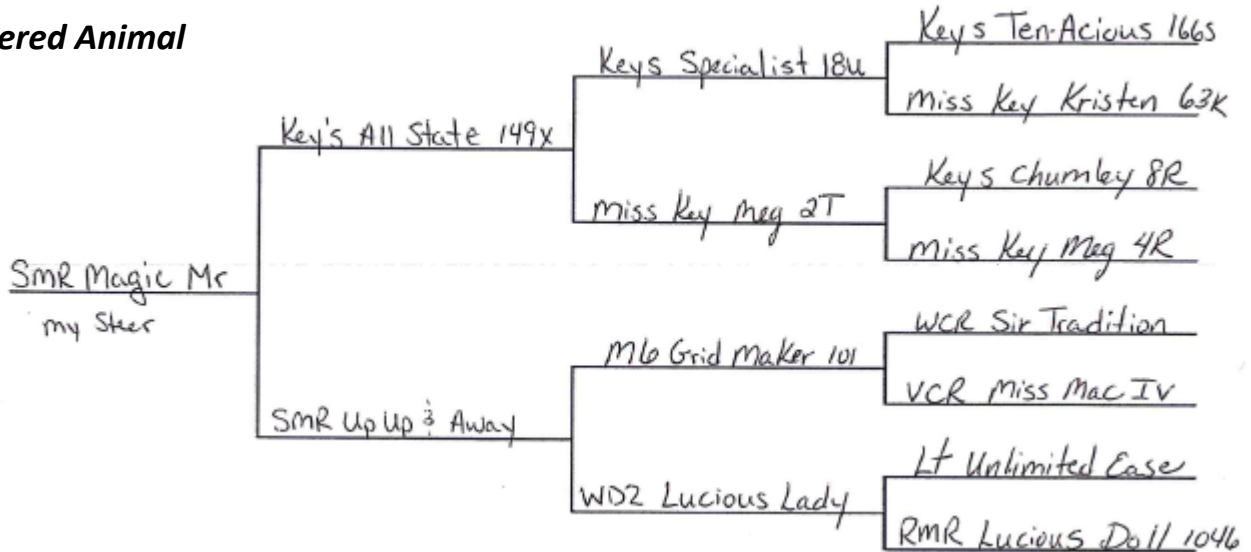 ered Animal
Keys Ten-Acious 166S
Keys Specialist 18U
Miss Key Kristen 63K
Key's All State 149X
Keys Chumley 8R
Miss Key Meg 2T
Miss Key Meg 4R
SMR Magic Mr
my Steer
WCR Sir Tradition
M6 Grid Maker 101
VCR Miss Mac IV
SMR Up Up & Away
Lt Unlimited Ease
WDZ Lucious Lady
RMR Lucious Doll 1046